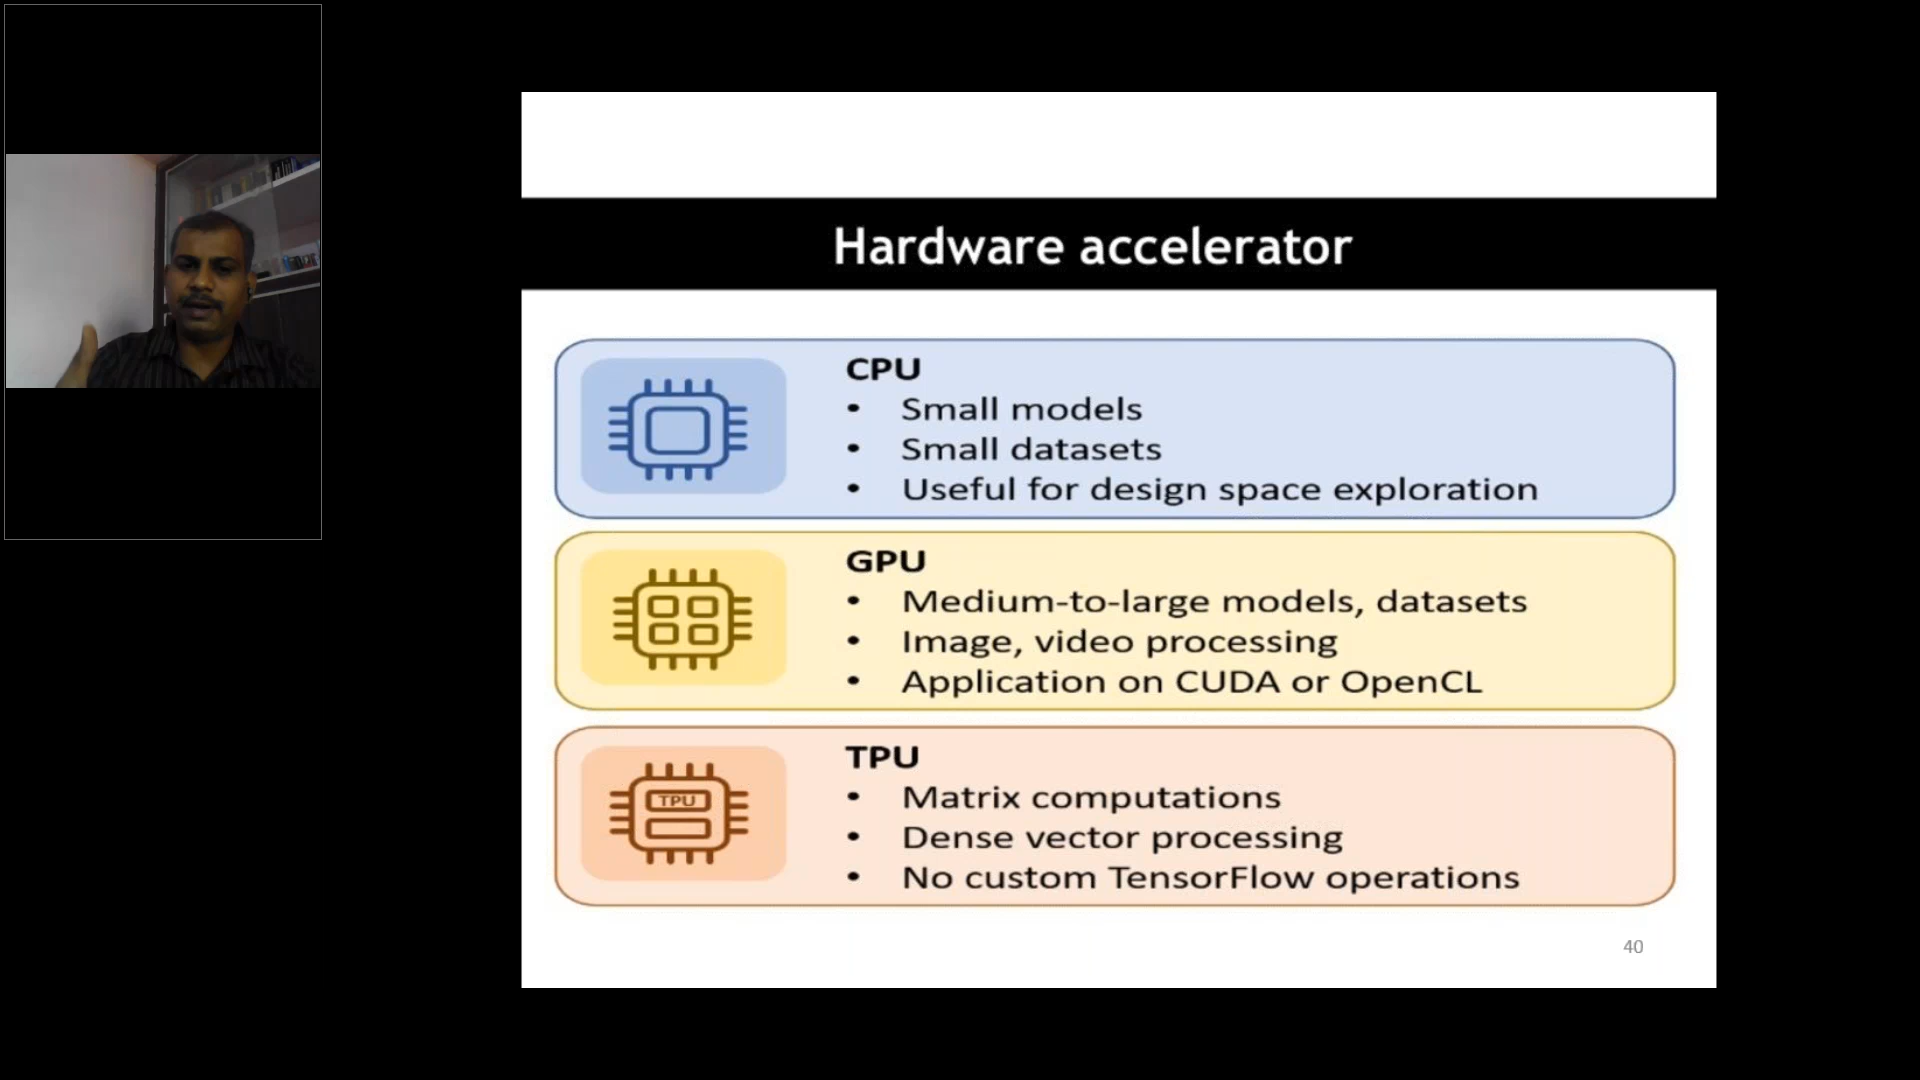 Hardware accelerator
CPU
• Small models
• Small datasets
• Useful for design space exploration
GPU
• Medium-to-large models, datasets
• Image, video processing
• Application on CUDA or OpenCL
TPU
TPU
• Matrix computations
• Dense vector processing
• No custom TensorFlow operations
40